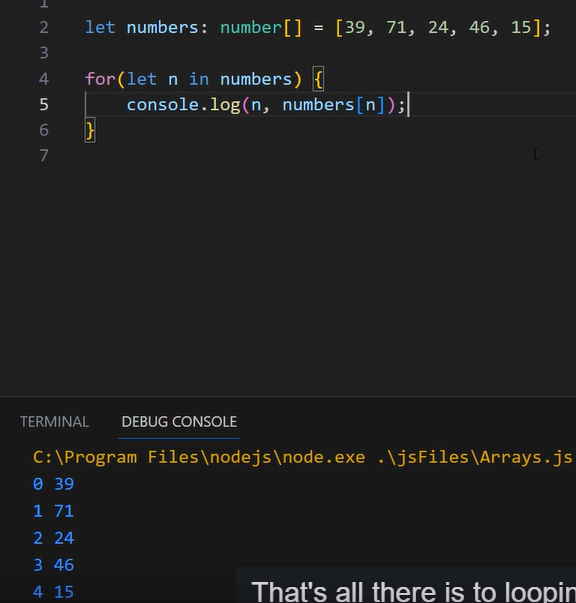 1
2 let numbers: number[] = [39, 71, 24, 46, 15];
3
4 for(let n in numbers) {
5 console.log(n, numbers[n]);
6 }
7
TERMINAL DEBUG CONSOLE
C:\Program Files\nodejs\node.exe .\jsFiles\Arrays.js
0 39
1 71
2 24
3 46
4 15
That's all there is to loopin